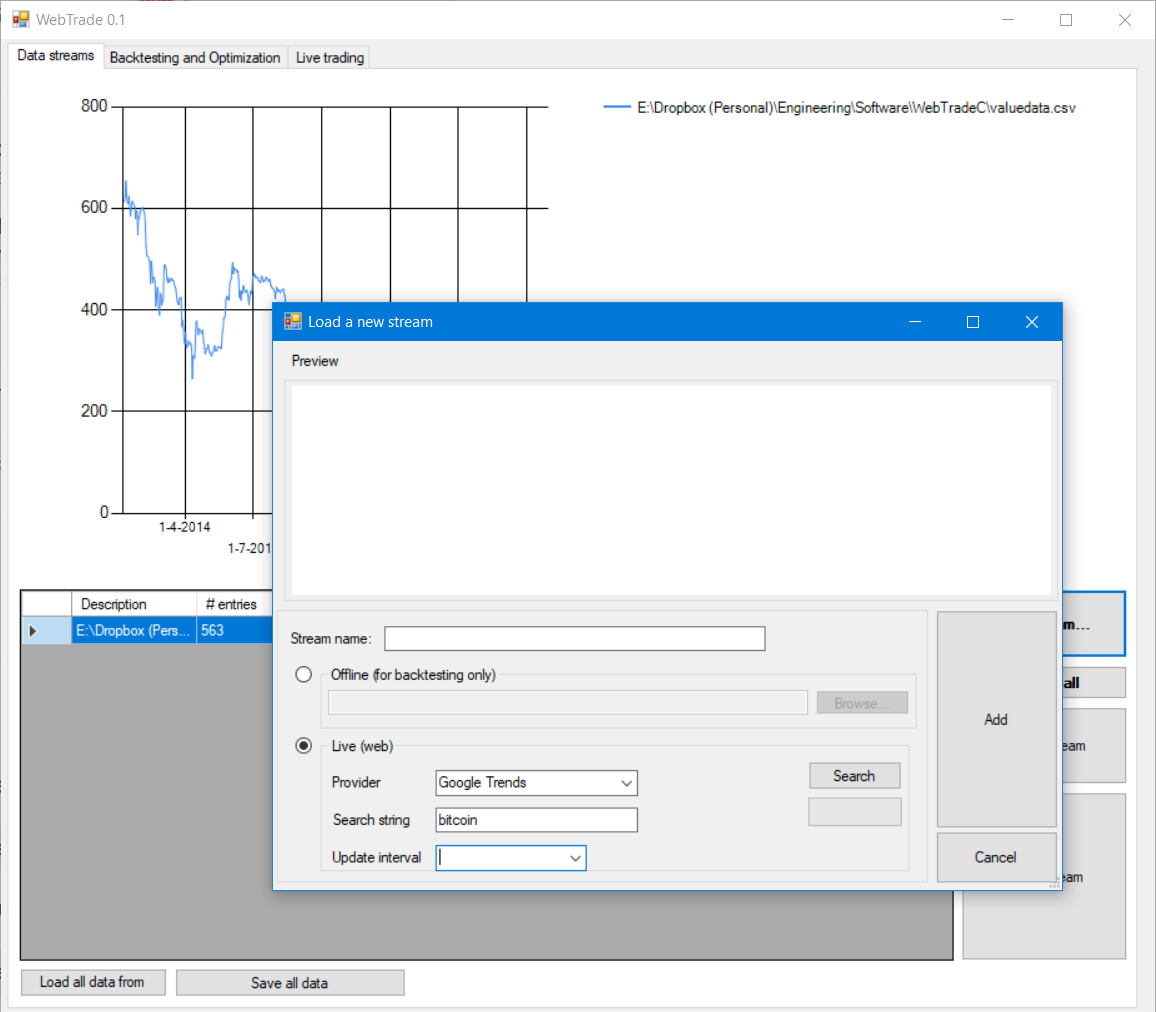 WebTrade 0.1
Data streams
Backtesting and Optimization
Live trading
800
600
400
200
0
1-4-2014
1-7-201
E:\Dropbox (Personal)\Engineering\Software\WebTradeC\valuedata.csv
Load a new stream
Preview
Stream name:
Offline (for backtesting only)
Browse...
Live (web)
Provider
Google Trends
Search
Search string
bitcoin
Update interval
Add
Cancel
Description
# entries
E:\Dropbox (Pers...
563
m...
all
eam
eam
Load all data from
Save all data